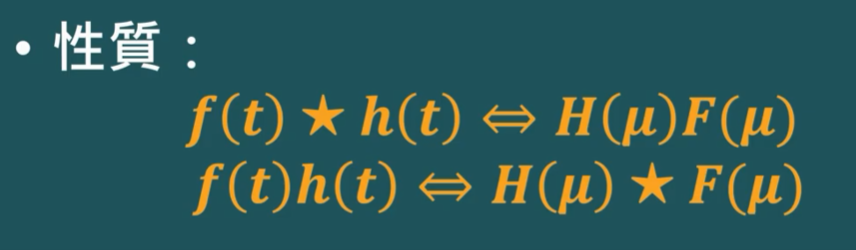 • 性質：
f(t) ★ h(t) ⇔ H(μ)F(μ)
f(t)h(t) ⇔ H(μ) ★ F(μ)